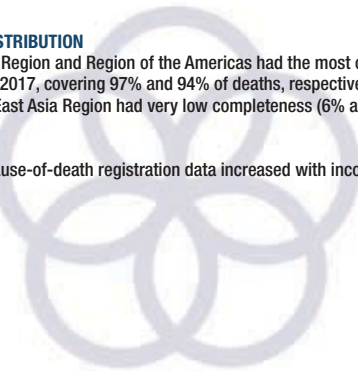 STRIBUTION
Region and Region of the Americas had the most c
2017, covering 97% and 94% of deaths, respective
East Asia Region had very low completeness (6% a
use-of-death registration data increased with inco